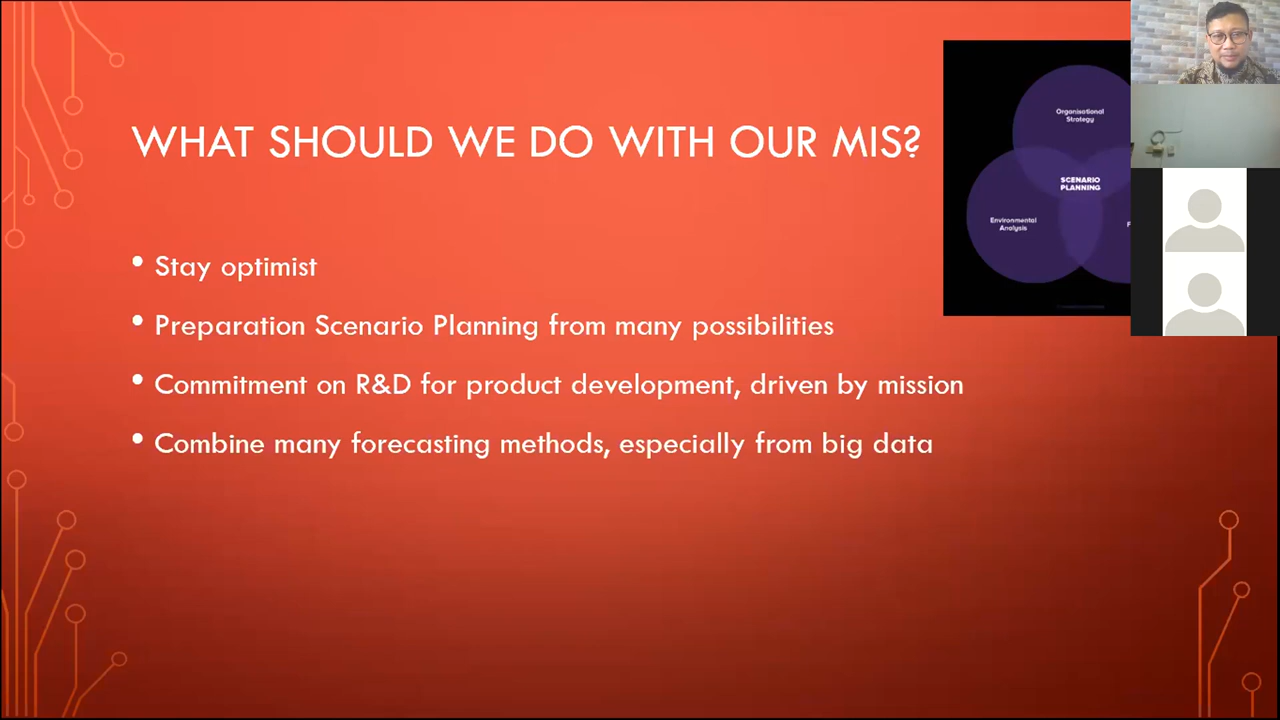 WHAT SHOULD WE DO WITH OUR MIS?
• Stay optimist
• Preparation Scenario Planning from many possibilities
• Commitment on R&D for product development, driven by mission
• Combine many forecasting methods, especially from big data
Organisational
Strategy
SCENARIO
PLANNING
Environmental
Analysis